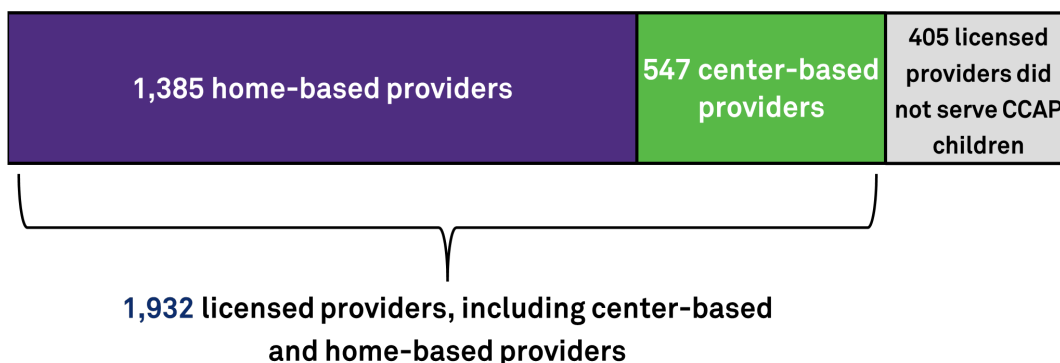 1,385 home-based providers
547 center-based
providers
405 licensed
providers did
not serve CCAP
children
1,932 licensed providers, including center-based
and home-based providers